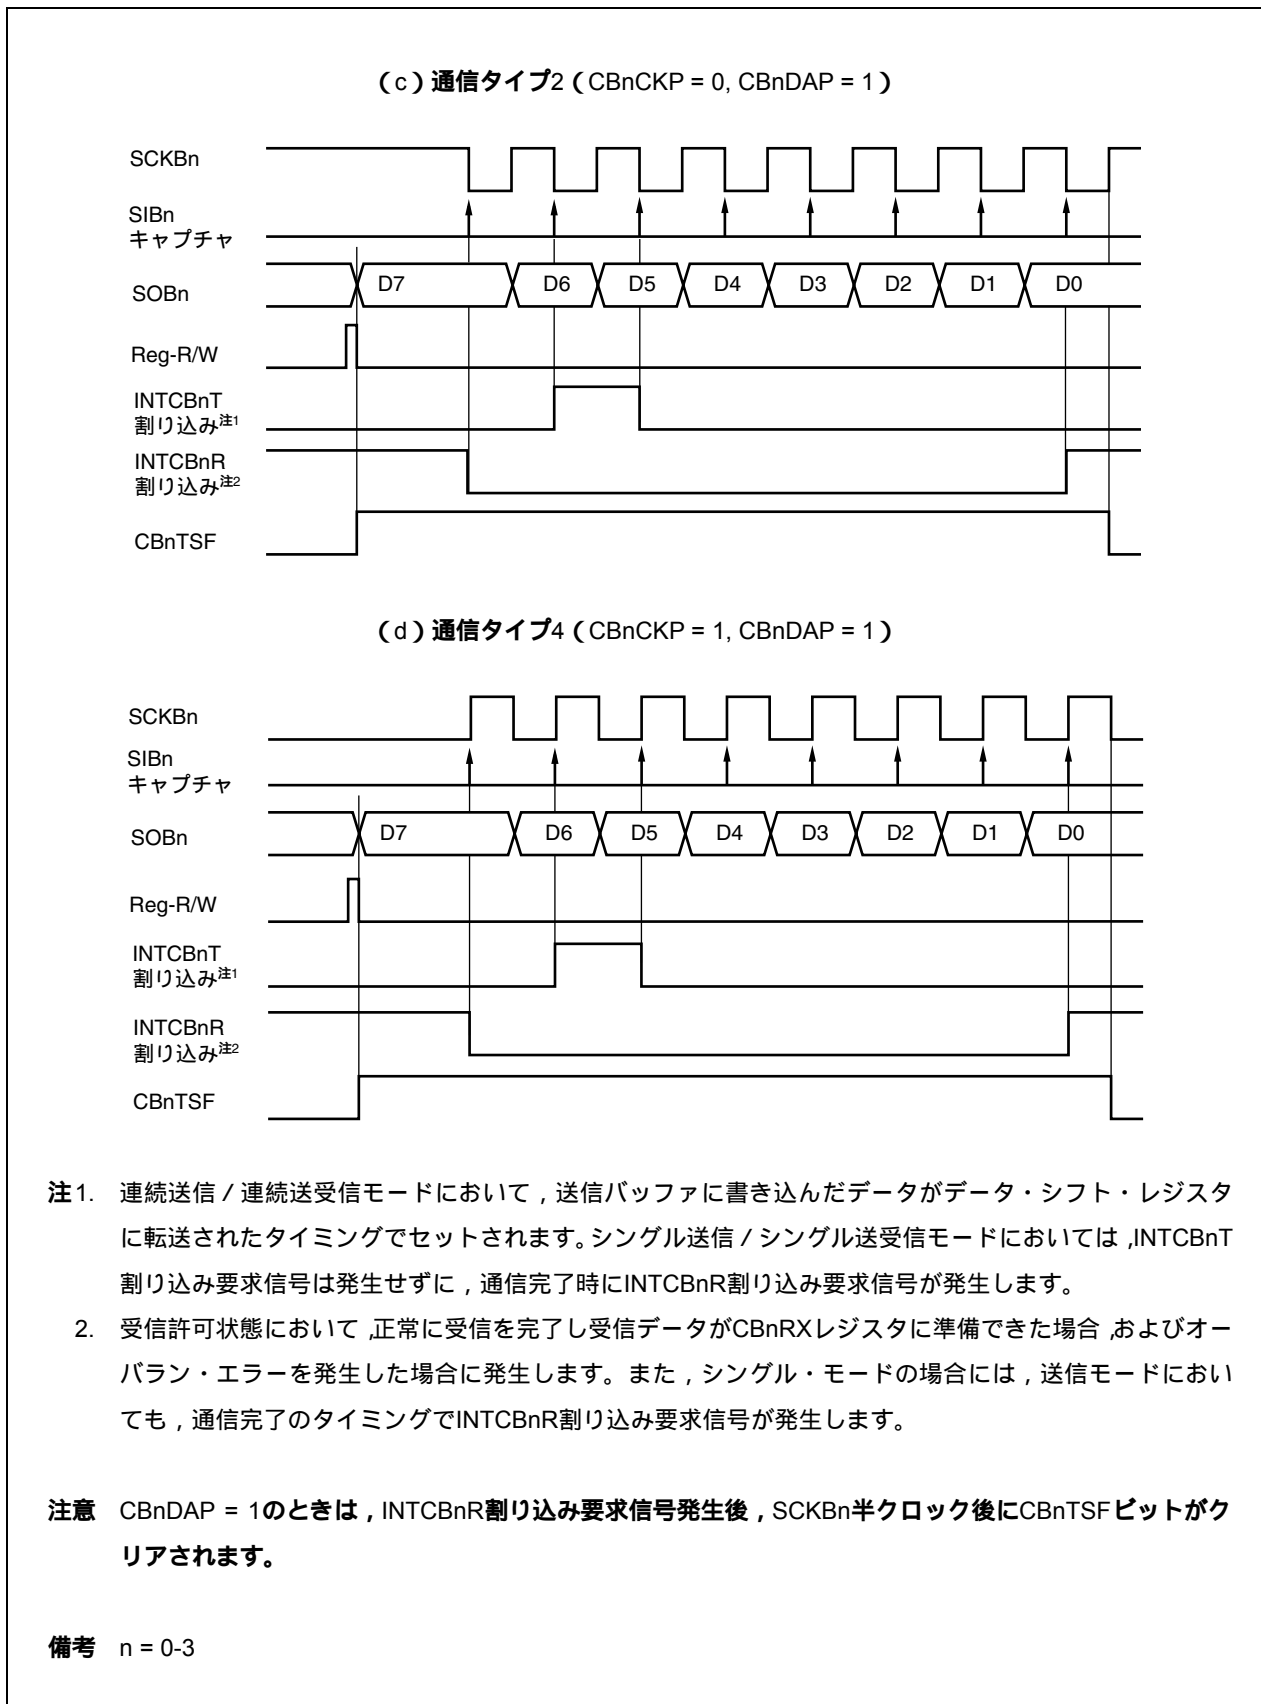 （c）通信タイプ2（CBnCKP = 0, CBnDAP = 1）
SCKBn
SIBn
キャプチャ
SOBn
D7 D6 D5 D4 D3 D2 D1 D0
Reg-R/W
INTCBnT
割り込み注1
INTCBnR
割り込み注2
CBnTSF
（d）通信タイプ4（CBnCKP = 1, CBnDAP = 1）
SCKBn
SIBn
キャプチャ
SOBn
D7 D6 D5 D4 D3 D2 D1 D0
Reg-R/W
INTCBnT
割り込み注1
INTCBnR
割り込み注2
CBnTSF
注1. 連続送信／連続送受信モードにおいて，送信バッファに書き込んだデータがデータ・シフト・レジスタ
に転送されたタイミングでセットされます。シングル送信／シングル送受信モードにおいては，INTCBnT
割り込み要求信号は発生せずに，通信完了時にINTCBnR割り込み要求信号が発生します。
2. 受信許可状態において，正常に受信を完了し受信データがCBnRXレジスタに準備できた場合，およびオー
バラン・エラーを発生した場合に発生します。また，シングル・モードの場合には，送信モードにおい
ても，通信完了のタイミングでINTCBnR割り込み要求信号が発生します。
注意 CBnDAP = 1のときは，INTCBnR割り込み要求信号発生後，SCKBn半クロック後にCBnTSFビットがク
リアされます。
備考 n = 0-3